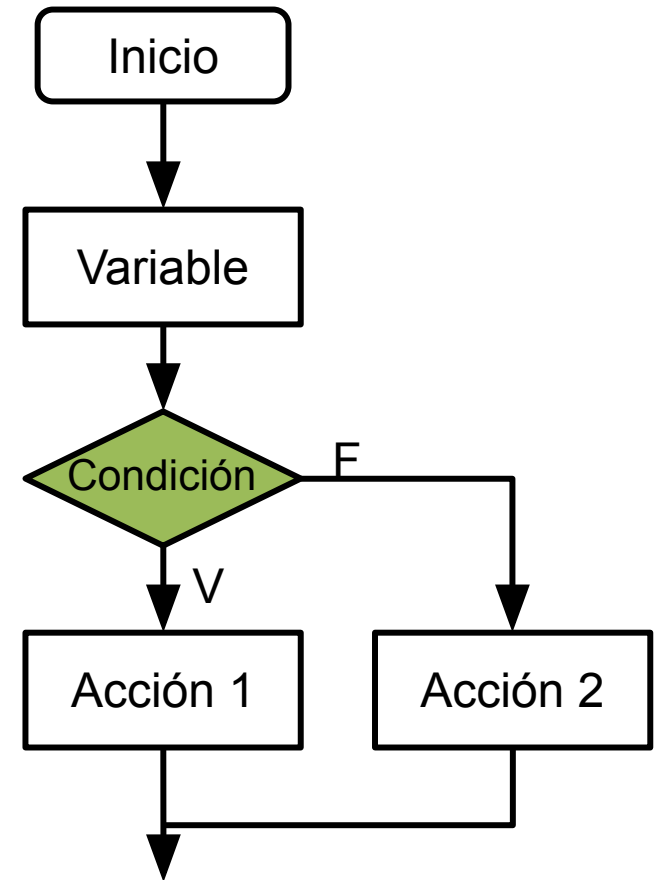 Inicio
Variable
Condición
F
V
Acción 1
Acción 2